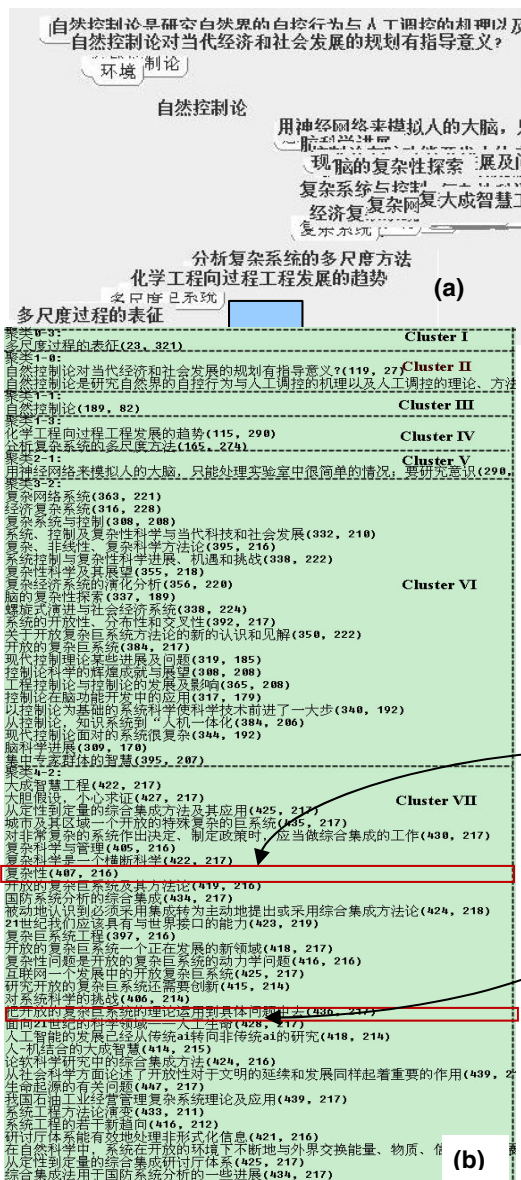 自然控制论是研究自然界的自控行为与人工调控的机理以及
自然控制论对当代经济和社会发展的规划有指导意义?
制论
环境
自然控制论
用神经网络来模拟人的大脑，
脑的复杂性探索
展及问
复杂系统与控制
经济复
复杂网
复大成智慧工
复杂系统
分析复杂系统的多尺度方法
化学工程向过程工程发展的趋势
(a)
多尺度过程的表征
聚类0-3:
Cluster I
多尺度过程的表征(23, 321)
聚类1-0:
Cluster II
自然控制论对当代经济和社会发展的规划有指导意义?(119, 27)
自然控制论是研究自然界的自控行为与人工调控的机理以及人工调控的理论、方法
聚类1-1:
自然控制论(189, 82)
Cluster III
聚类1-3:
化学工程向过程工程发展的趋势(115, 290)
Cluster IV
分析复杂系统的多尺度方法(165, 274)
聚类2-1:
Cluster V
用神经网络来模拟人的大脑，只能处理实验室中很简单的情况；要研究意识(290,
聚类3-2:
复杂网络系统(363, 221)
经济复杂系统(316, 228)
复杂系统与控制(308, 208)
系统、控制及复杂性科学与当代科技和社会发展(332, 210)
复杂、非线性、复杂科学方法论(395, 216)
系统控制与复杂性科学进展、机遇和挑战(338, 222)
复杂性科学及其展望(355, 218)
复杂经济系统的演化分析(356, 220)
Cluster VI
脑的复杂性探索(337, 189)
螺旋式演进与社会经济系统(338, 224)
系统的开放性、分布性和交叉性(392, 217)
关于开放复杂巨系统方法论的新的认识和见解(350, 222)
开放的复杂巨系统(384, 217)
现代控制理论某些进展及问题(319, 185)
控制论科学的辉煌成就与展望(308, 208)
工程控制论与控制论的发展及影响(365, 208)
控制论在脑功能开发中的应用(317, 179)
以控制论为基础的系统科学使科学技术前进了一大步(340, 192)
从控制论，知识系统到“人机一体化(384, 206)
现代控制论面对的系统很复杂(344, 192)
脑科学进展(309, 170)
集中专家群体的智慧(395, 207)
聚类4-2:
大成智慧工程(422, 217)
大胆假设，小心求证(427, 217)
Cluster VII
从定性到定量的综合集成方法及其应用(425, 217)
城市及其区域一个开放的特殊复杂的巨系统(435, 217)
对非常复杂的系统作出决定、制定政策时，应当做综合集成的工作(430, 217)
复杂科学与管理(405, 216)
复杂科学是一个横断科学(422, 217)
复杂性(407, 216)
开放的复杂巨系统及其方法论(419, 216)
国防系统分析的综合集成(434, 217)
被动地认识到必须采用集成转为主动地提出或采用综合集成方法论(424, 218)
21世纪我们应该具有与世界接口的能力(423, 219)
复杂巨系统工程(397, 216)
开放的复杂巨系统一个正在发展的新领域(418, 217)
复杂性问题是开放的复杂巨系统的动力学问题(416, 216)
互联网一个发展中的开放复杂巨系统(425, 217)
研究开放的复杂巨系统还需要创新(415, 214)
对系统科学的挑战(406, 214)
把开放的复杂巨系统的理论运用到具体问题中去(436, 217)
面向21世纪的科学领域——人工生命(428, 217)
人工智能的发展已经从传统ai转向非传统ai的研究(418, 214)
人-机结合的大成智慧(414, 215)
论软科学研究中的综合集成方法(424, 216)
从社会科学方面论述了开放性对于文明的延续和发展同样起着重要的作用(439, 2
生命起源的有关问题(447, 217)
我国石油工业经营管理复杂系统理论及应用(439, 217)
系统工程方法论演变(433, 211)
系统工程的若干新趋向(416, 212)
研讨厅体系能有效地处理非形式化信息(421, 216)
在自然科学中，系统在开放的环境下不断地与外界交换能量、物质、信
从定性到定量的综合集成研讨厅体系(425, 217)
(b)
综合集成法用于国防系统分析的一些进展(434, 217)